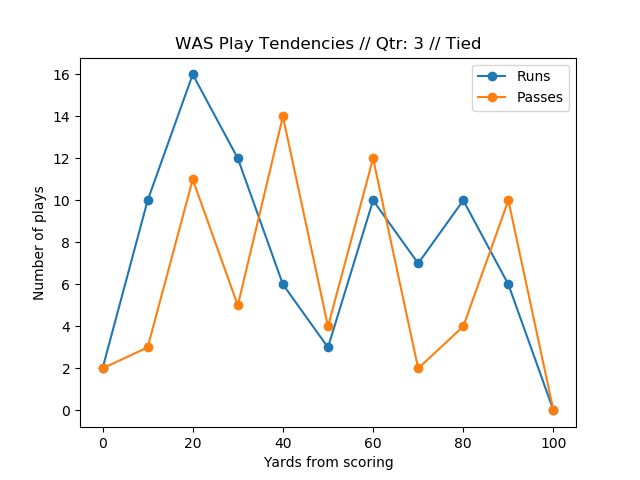 WAS Play Tendencies // Qtr: 3 // Tied
Runs
Passes
Number of plays
16
14
12
10
8
6
4
2
0
0 20 40 60 80 100
Yards from scoring